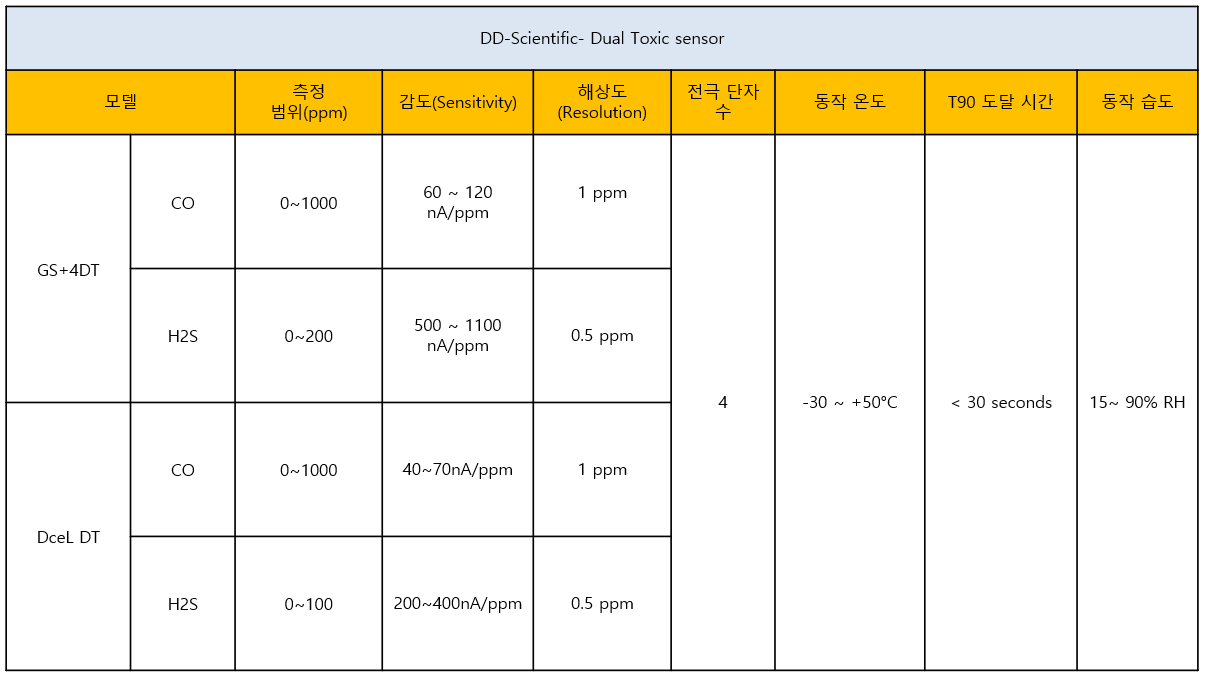 DD-Scientific- Dual Toxic sensor
모델
측정
범위(ppm)
감도(Sensitivity)
해상도
(Resolution)
전극 단자
수
동작 온도
T90 도달 시간
동작 습도
GS+4DT
CO
0~1000
60 ~ 120
nA/ppm
1 ppm
H2S
0~200
500 ~ 1100
nA/ppm
0.5 ppm
4
-30 ~ +50°C
< 30 seconds
15~ 90% RH
DceL DT
CO
0~1000
40~70nA/ppm
1 ppm
H2S
0~100
200~400nA/ppm
0.5 ppm